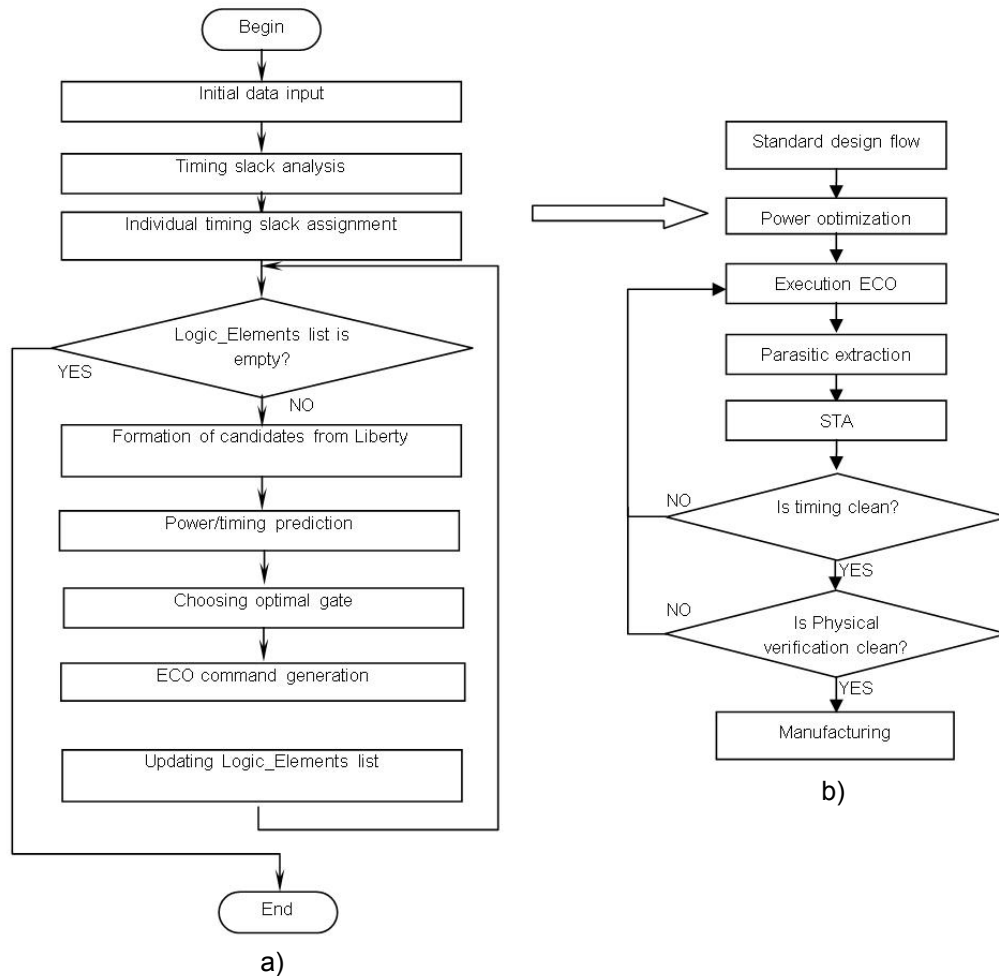 Begin
Initial data input
Timing slack analysis
Individual timing slack assignment
Logic_Elements list is
empty?
YES
NO
Formation of candidates from Liberty
Power/timing prediction
Choosing optimal gate
ECO command generation
Updating Logic_Elements list
End
a)
Standard design flow
Power optimization
Execution ECO
Parasitic extraction
STA
NO
Is timing clean?
YES
NO
Is Physical
verification clean?
YES
Manufacturing
b)